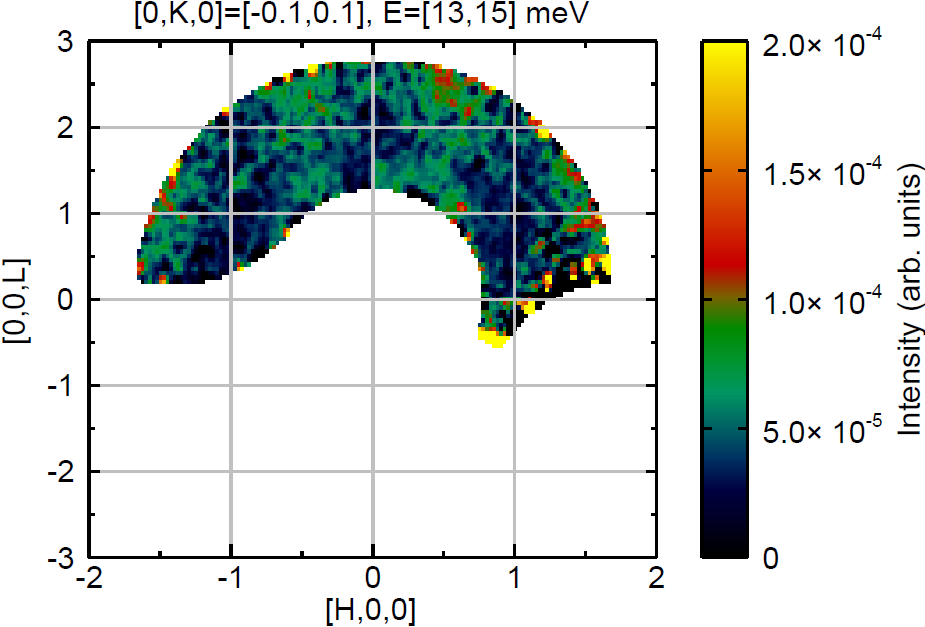 [0,K,0]=[-0.1,0.1], E=[13,15] meV
3
2
1
0
-1
-2
-3
[0,0,L]
-2 -1 0 1 2
[H,0,0]
2.0× 10-4
1.5× 10-4
1.0× 10-4
5.0× 10-5
0
Intensity (arb. units)